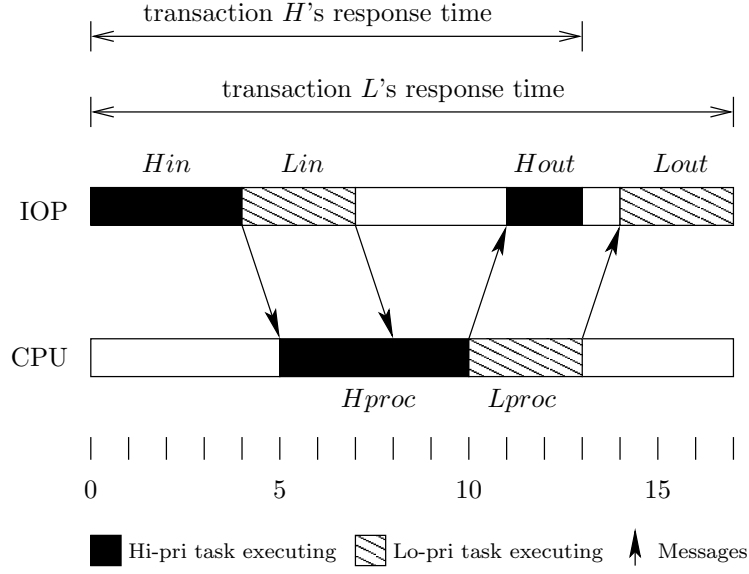 transaction H's response time
transaction L's response time
Hin Lin Hout Lout
IOP
CPU
Hproc Lproc
0 5 10 15
Hi-pri task executing Lo-pri task executing Messages